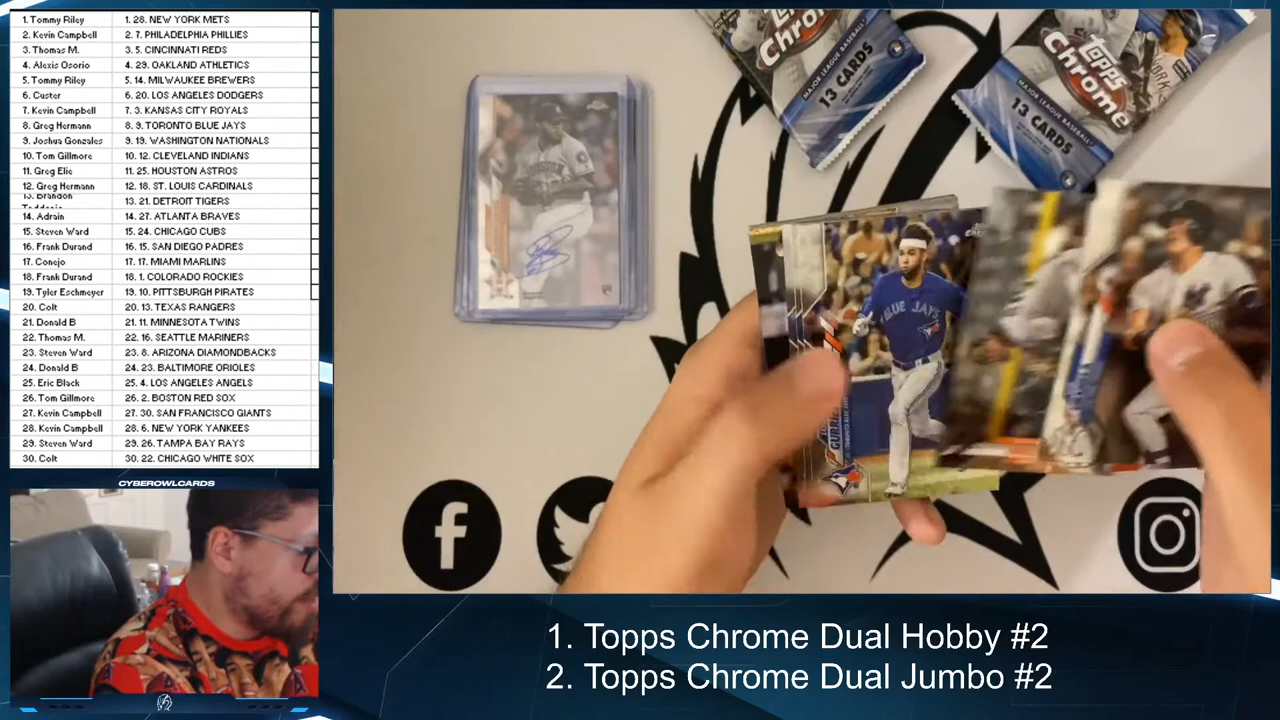 1. Tommy Riley 1. 28. NEW YORK METS
2. Kevin Campbell 2. 7. PHILADELPHIA PHILLIES
3. Thomas M. 3. 5. CINCINNATI REDS
4. Alexis Osorio 4. 29. OAKLAND ATHLETICS
5. Tommy Riley 5. 14. MILWAUKEE BREWERS
6. Custer 6. 20. LOS ANGELES DODGERS
7. Kevin Campbell 7. 3. KANSAS CITY ROYALS
8. Greg Hermann 8. 9. TORONTO BLUE JAYS
9. Joshua Gonzales 9. 19. WASHINGTON NATIONALS
10. Tom Gillmore 10. 12. CLEVELAND INDIANS
11. Greg Elie 11. 25. HOUSTON ASTROS
12. Greg Hermann 12. 18. ST. LOUIS CARDINALS
13. Brandon 13. 21. DETROIT TIGERS
14. Adrain 14. 27. ATLANTA BRAVES
15. Steven Ward 15. 24. CHICAGO CUBS
16. Frank Durand 16. 15. SAN DIEGO PADRES
17. Conejo 17. 17. MIAMI MARLINS
18. Frank Durand 18. 1. COLORADO ROCKIES
19. Tyler Eschmeyer 19. 10. PITTSBURGH PIRATES
20. Colt 20. 13. TEXAS RANGERS
21. Donald B 21. 11. MINNESOTA TWINS
22. Thomas M. 22. 16. SEATTLE MARINERS
23. Steven Ward 23. 8. ARIZONA DIAMONDBACKS
24. Donald B 24. 23. BALTIMORE ORIOLES
25. Eric Black 25. 4. LOS ANGELES ANGELS
26. Tom Gillmore 26. 2. BOSTON RED SOX
27. Kevin Campbell 27. 30. SAN FRANCISCO GIANTS
28. Kevin Campbell 28. 6. NEW YORK YANKEES
29. Steven Ward 29. 26. TAMPA BAY RAYS
30. Colt 30. 22. CHICAGO WHITE SOX
CYBEROWLCARDS
Chrome
MAJOR LEAGUE BASEBALL
13 CARDS
Topps
Chrome
MAJOR LEAGUE BASEBALL
13 CARDS
BLUE JAYS
1. Topps Chrome Dual Hobby #2
2. Topps Chrome Dual Jumbo #2